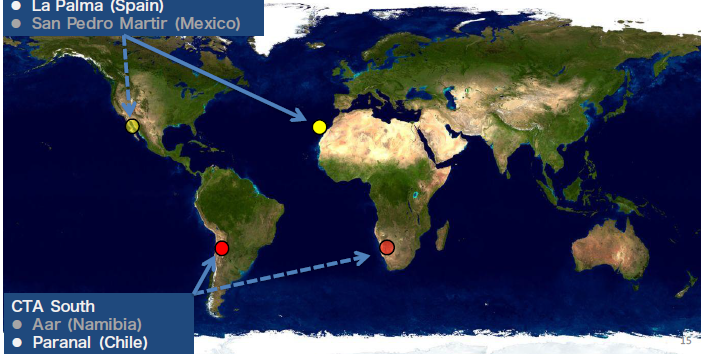 La Palma (Spain)
San Pedro Martir (Mexico)
CTA South
Aar (Namibia)
Paranal (Chile)
15